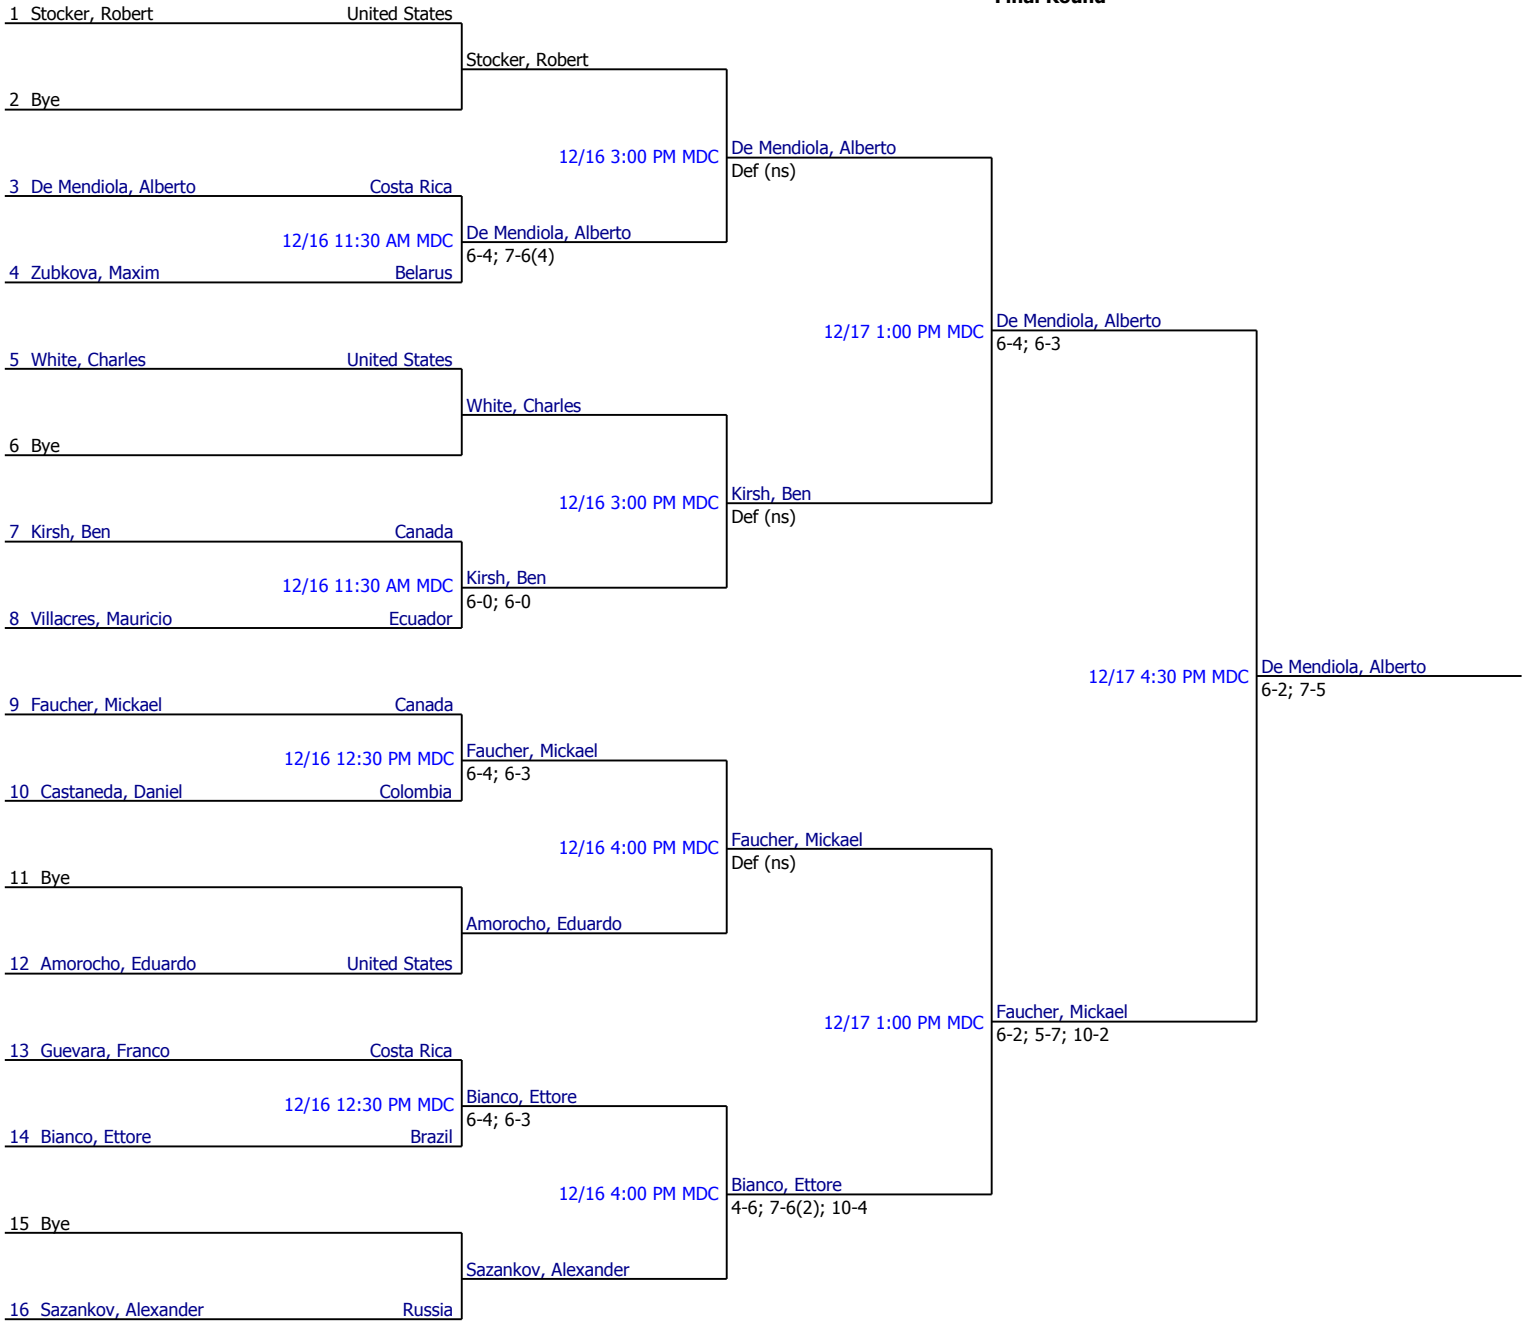 Final Round
1 Stocker, Robert United States
Stocker, Robert
2 Bye
12/16 3:00 PM MDC De Mendiola, Alberto
Def (ns)
3 De Mendiola, Alberto Costa Rica
12/16 11:30 AM MDC De Mendiola, Alberto
6-4; 7-6(4)
4 Zubkova, Maxim Belarus
12/17 1:00 PM MDC De Mendiola, Alberto
6-4; 6-3
5 White, Charles United States
White, Charles
6 Bye
12/16 3:00 PM MDC Kirsh, Ben
Def (ns)
7 Kirsh, Ben Canada
12/16 11:30 AM MDC Kirsh, Ben
6-0; 6-0
8 Villacres, Mauricio Ecuador
12/17 4:30 PM MDC De Mendiola, Alberto
6-2; 7-5
9 Faucher, Mickael Canada
12/16 12:30 PM MDC Faucher, Mickael
6-4; 6-3
10 Castaneda, Daniel Colombia
12/16 4:00 PM MDC Faucher, Mickael
Def (ns)
11 Bye
Amorocho, Eduardo
12 Amorocho, Eduardo United States
12/17 1:00 PM MDC Faucher, Mickael
6-2; 5-7; 10-2
13 Guevara, Franco Costa Rica
12/16 12:30 PM MDC Bianco, Ettore
6-4; 6-3
14 Bianco, Ettore Brazil
12/16 4:00 PM MDC Bianco, Ettore
4-6; 7-6(2); 10-4
15 Bye
Sazankov, Alexander
16 Sazankov, Alexander Russia